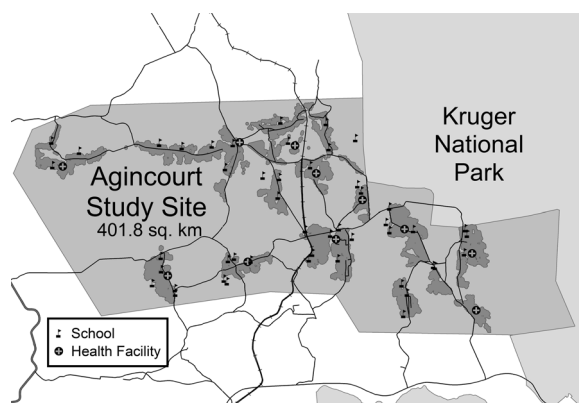 Kruger
National
Park
Agincourt
Study Site
401.8 sq. km
School
Health Facility